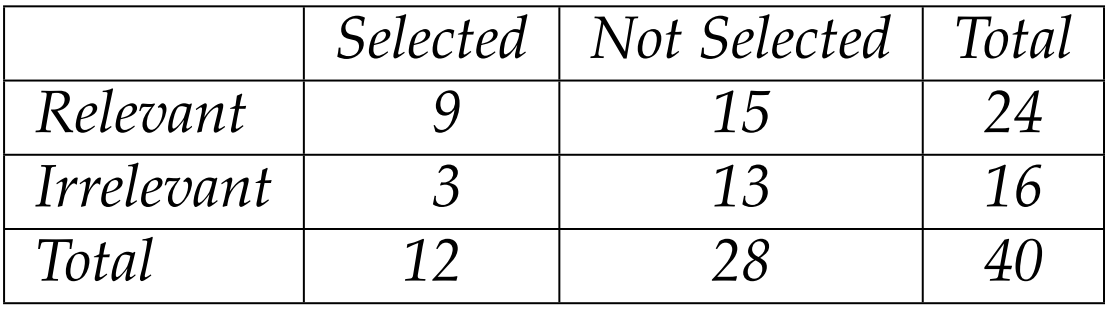 Selected Not Selected Total
Relevant 9 15 24
Irrelevant 3 13 16
Total 12 28 40